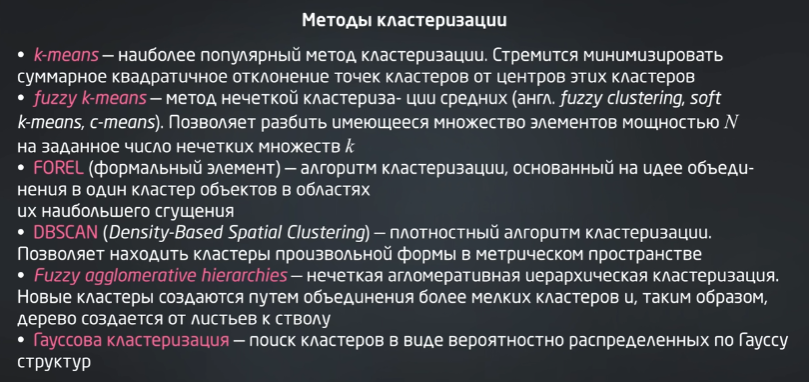 Методы кластеризации
• k-means — наиболее популярный метод кластеризации. Стремится минимизировать
суммарное квадратичное отклонение точек кластеров от центров этих кластеров
• fuzzy k-means — метод нечеткой кластериза- ции средних (англ. fuzzy clustering, soft
k-means, c-means). Позволяет разбить имеющееся множество элементов мощностью N
на заданное число нечетких множеств k
• FOREL (формальный элемент) — алгоритм кластеризации, основанный на идее объеди-
нения в один кластер объектов в областях
их наибольшего сгущения
• DBSCAN (Density-Based Spatial Clustering) — плотностный алгоритм кластеризации.
Позволяет находить кластеры произвольной формы в метрическом пространстве
• Fuzzy agglomerative hierarchies — нечеткая агломеративная иерархическая кластеризация.
Новые кластеры создаются путем объединения более мелких кластеров и, таким образом,
дерево создается от листьев к стволу
• Гауссова кластеризация — поиск кластеров в виде вероятностно распределенных по Гауссу
структур